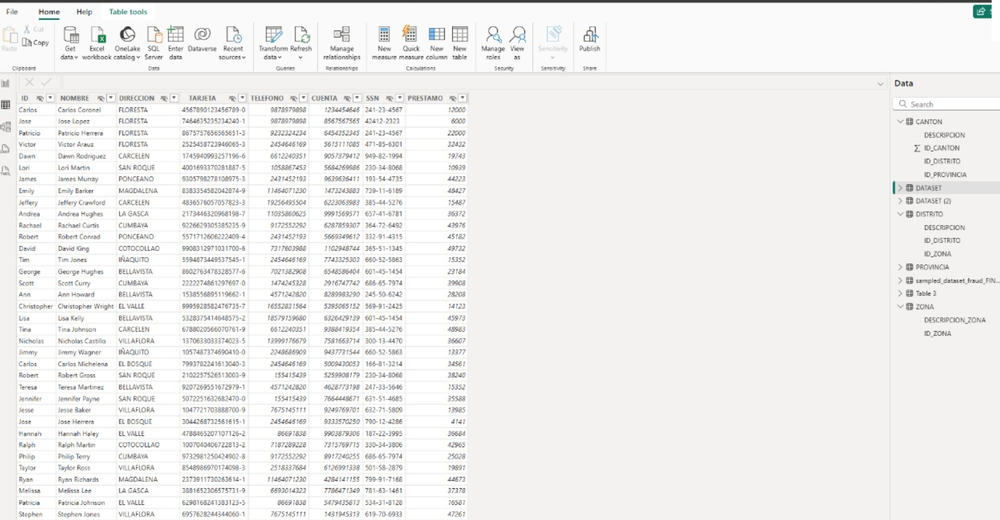 File Home Help Table tools
Paste Cut
Copy
Get data Excel workbook OneLake catalog SQL Server Enter data Dataverse Recent sources Transform data Refresh Manage relationships New measure Quick measure New column New table Manage roles View as Sensitivity Publish
Clipboard Data Queries Relationships Calculations Security Sensitivity Share
Data
Search
ID NOMBRE DIRECCION TARJETA TELEFONO CUENTA SSN PRESTAMO
Carlos Carlos Coronel FLORESTA 4567890123456789-0 9878979898 1234454646 241-23-4567 12000
Jose Jose Lopez FLORESTA 7464635235234240-1 9878979898 8567567565 42412-2323 6000
Patricio Patricio Herrera FLORESTA 8675757656565651-3 9232324234 6454352345 241-23-4567 22000
Victor Victor Arauz FLORESTA 2525458723946065-3 2454646169 5615111085 471-85-6301 32432
Dawn Dawn Rodriguez CARCELEN 1745940993257196-6 6612240351 9057379412 949-82-1994 19743
Lori Lori Martin SAN ROQUE 4001693370281887-5 1058867453 5684269986 230-34-8068 10939
James James Murray PONCEANO 9305798278108975-3 2431452193 9639636411 193-54-4735 44223
Emily Emily Barker MAGDALENA 8383354582042874-9 11464071230 1473243883 739-11-6189 48427
Jeffery Jeffery Crawford CARCELEN 4836576057057823-3 19256495504 6223063983 385-44-5276 15487
Andrea Andrea Hughes LA GASCA 2173446320968198-7 11035860625 9991569571 657-41-6781 36372
Rachael Rachael Curtis CUMBAYA 9226629305385235-9 9172552292 6287859307 364-72-6492 43976
Robert Robert Conrad PONCEANO 5571712606222409-4 2431452193 5669349612 332-91-4315 45182
David David King COTOCOLLAO 9908312971031700-6 7317603988 1102948744 365-51-1345 49732
Tim Tim Jones IÑAQUITO 5594873449537545-1 2454646169 7743325303 660-52-5863 15352
George George Hughes BELLAVISTA 8602763478328577-6 7021382908 6548586404 601-45-1454 23184
Scott Scott Curry CUMBAYA 2222274861297697-0 1474245328 2916747742 686-65-7974 39908
Ann Ann Howard BELLAVISTA 1538556895119662-1 4571242820 8289983290 245-50-6242 28208
Christopher Christopher Wright EL VALLE 9995928582476735-7 16552831564 5395065152 569-91-2425 14123
Lisa Lisa Kelly BELLAVISTA 5328375414648575-2 18579159680 6326429139 601-45-1454 45973
Tina Tina Johnson CARCELEN 6788020566070761-9 6612240351 9388419354 385-44-5276 48983
Nicholas Nicholas Castillo VILLAFLORA 1370633033374023-5 13999176679 7581663714 300-13-4470 36607
Jimmy Jimmy Wagner IÑAQUITO 1057487374690410-0 2248686909 9437731544 660-52-5863 13377
Carlos Carlos Michelena EL BOSQUE 7993782241613040-3 2454646169 5009430053 166-81-3214 34561
Robert Robert Gross SAN ROQUE 2102257526513003-9 155415439 5259908179 230-34-8068 38240
Teresa Teresa Martinez BELLAVISTA 9207269551672979-1 4571242820 4628773198 247-33-5646 15352
Jennifer Jennifer Payne SAN ROQUE 5072251632682470-0 155415439 7664448671 631-51-4685 35588
Jesse Jesse Baker VILLAFLORA 1047721703888700-9 7675145111 9249769701 632-71-5809 13985
Jose Jose Herrera EL BOSQUE 3044268732561615-1 2454646169 9333570250 790-12-4286 4141
Hannah Hannah Haley EL VALLE 4788465207107126-2 86691838 9903879306 187-22-3995 36684
Ralph Ralph Martin COTOCOLLAO 1007040406722813-2 7187289228 7315769715 330-34-3806 42965
Philip Philip Terry CUMBAYA 9732981250424902-8 9172552292 8917240255 686-65-7974 25028
Taylor Taylor Ross VILLAFLORA 8548986970174098-3 2518337684 6126991338 501-58-2879 19891
Ryan Ryan Richards MAGDALENA 2373911730263614-1 11464071230 4284141155 799-91-7168 44673
Melissa Melissa Lee LA GASCA 3881652306575731-9 6693014323 7786471349 781-63-1461 37378
Patricia Patricia Johnson EL VALLE 6298168241383123-5 86691838 5479435813 534-31-8128 16581
Stephen Stephen Jones VILLAFLORA 6957628244344060-1 7675145111 1431945313 619-70-6933 47261
CANTON
DESCRIPCION
ID_CANTON
ID_DISTRITO
ID_PROVINCIA
DATASET
DATASET (2)
DISTRITO
DESCRIPCION
ID_DISTRITO
ID_ZONA
PROVINCIA
sampled_dataset_fraud_FIN...
Table 3
ZONA
DESCRIPCION_ZONA
ID_ZONA